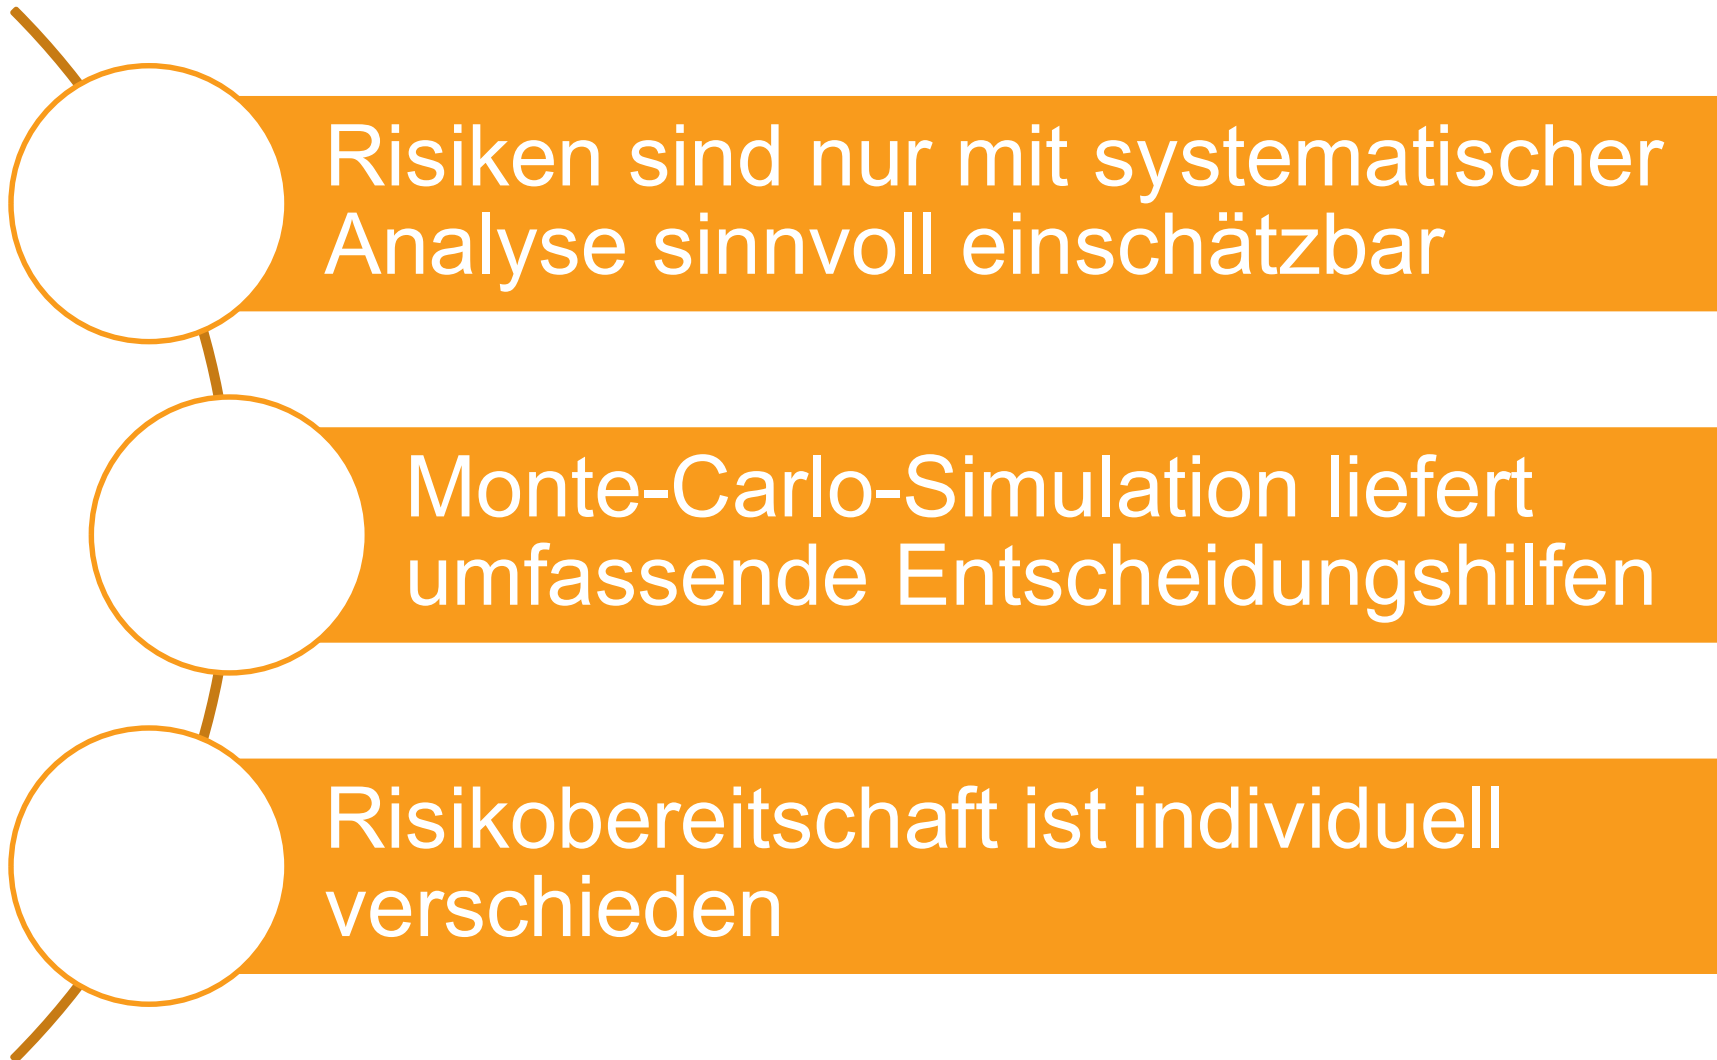 Risiken sind nur mit systematischer
Analyse sinnvoll einschätzbar
Monte-Carlo-Simulation liefert
umfassende Entscheidungshilfen
Risikobereitschaft ist individuell
verschieden